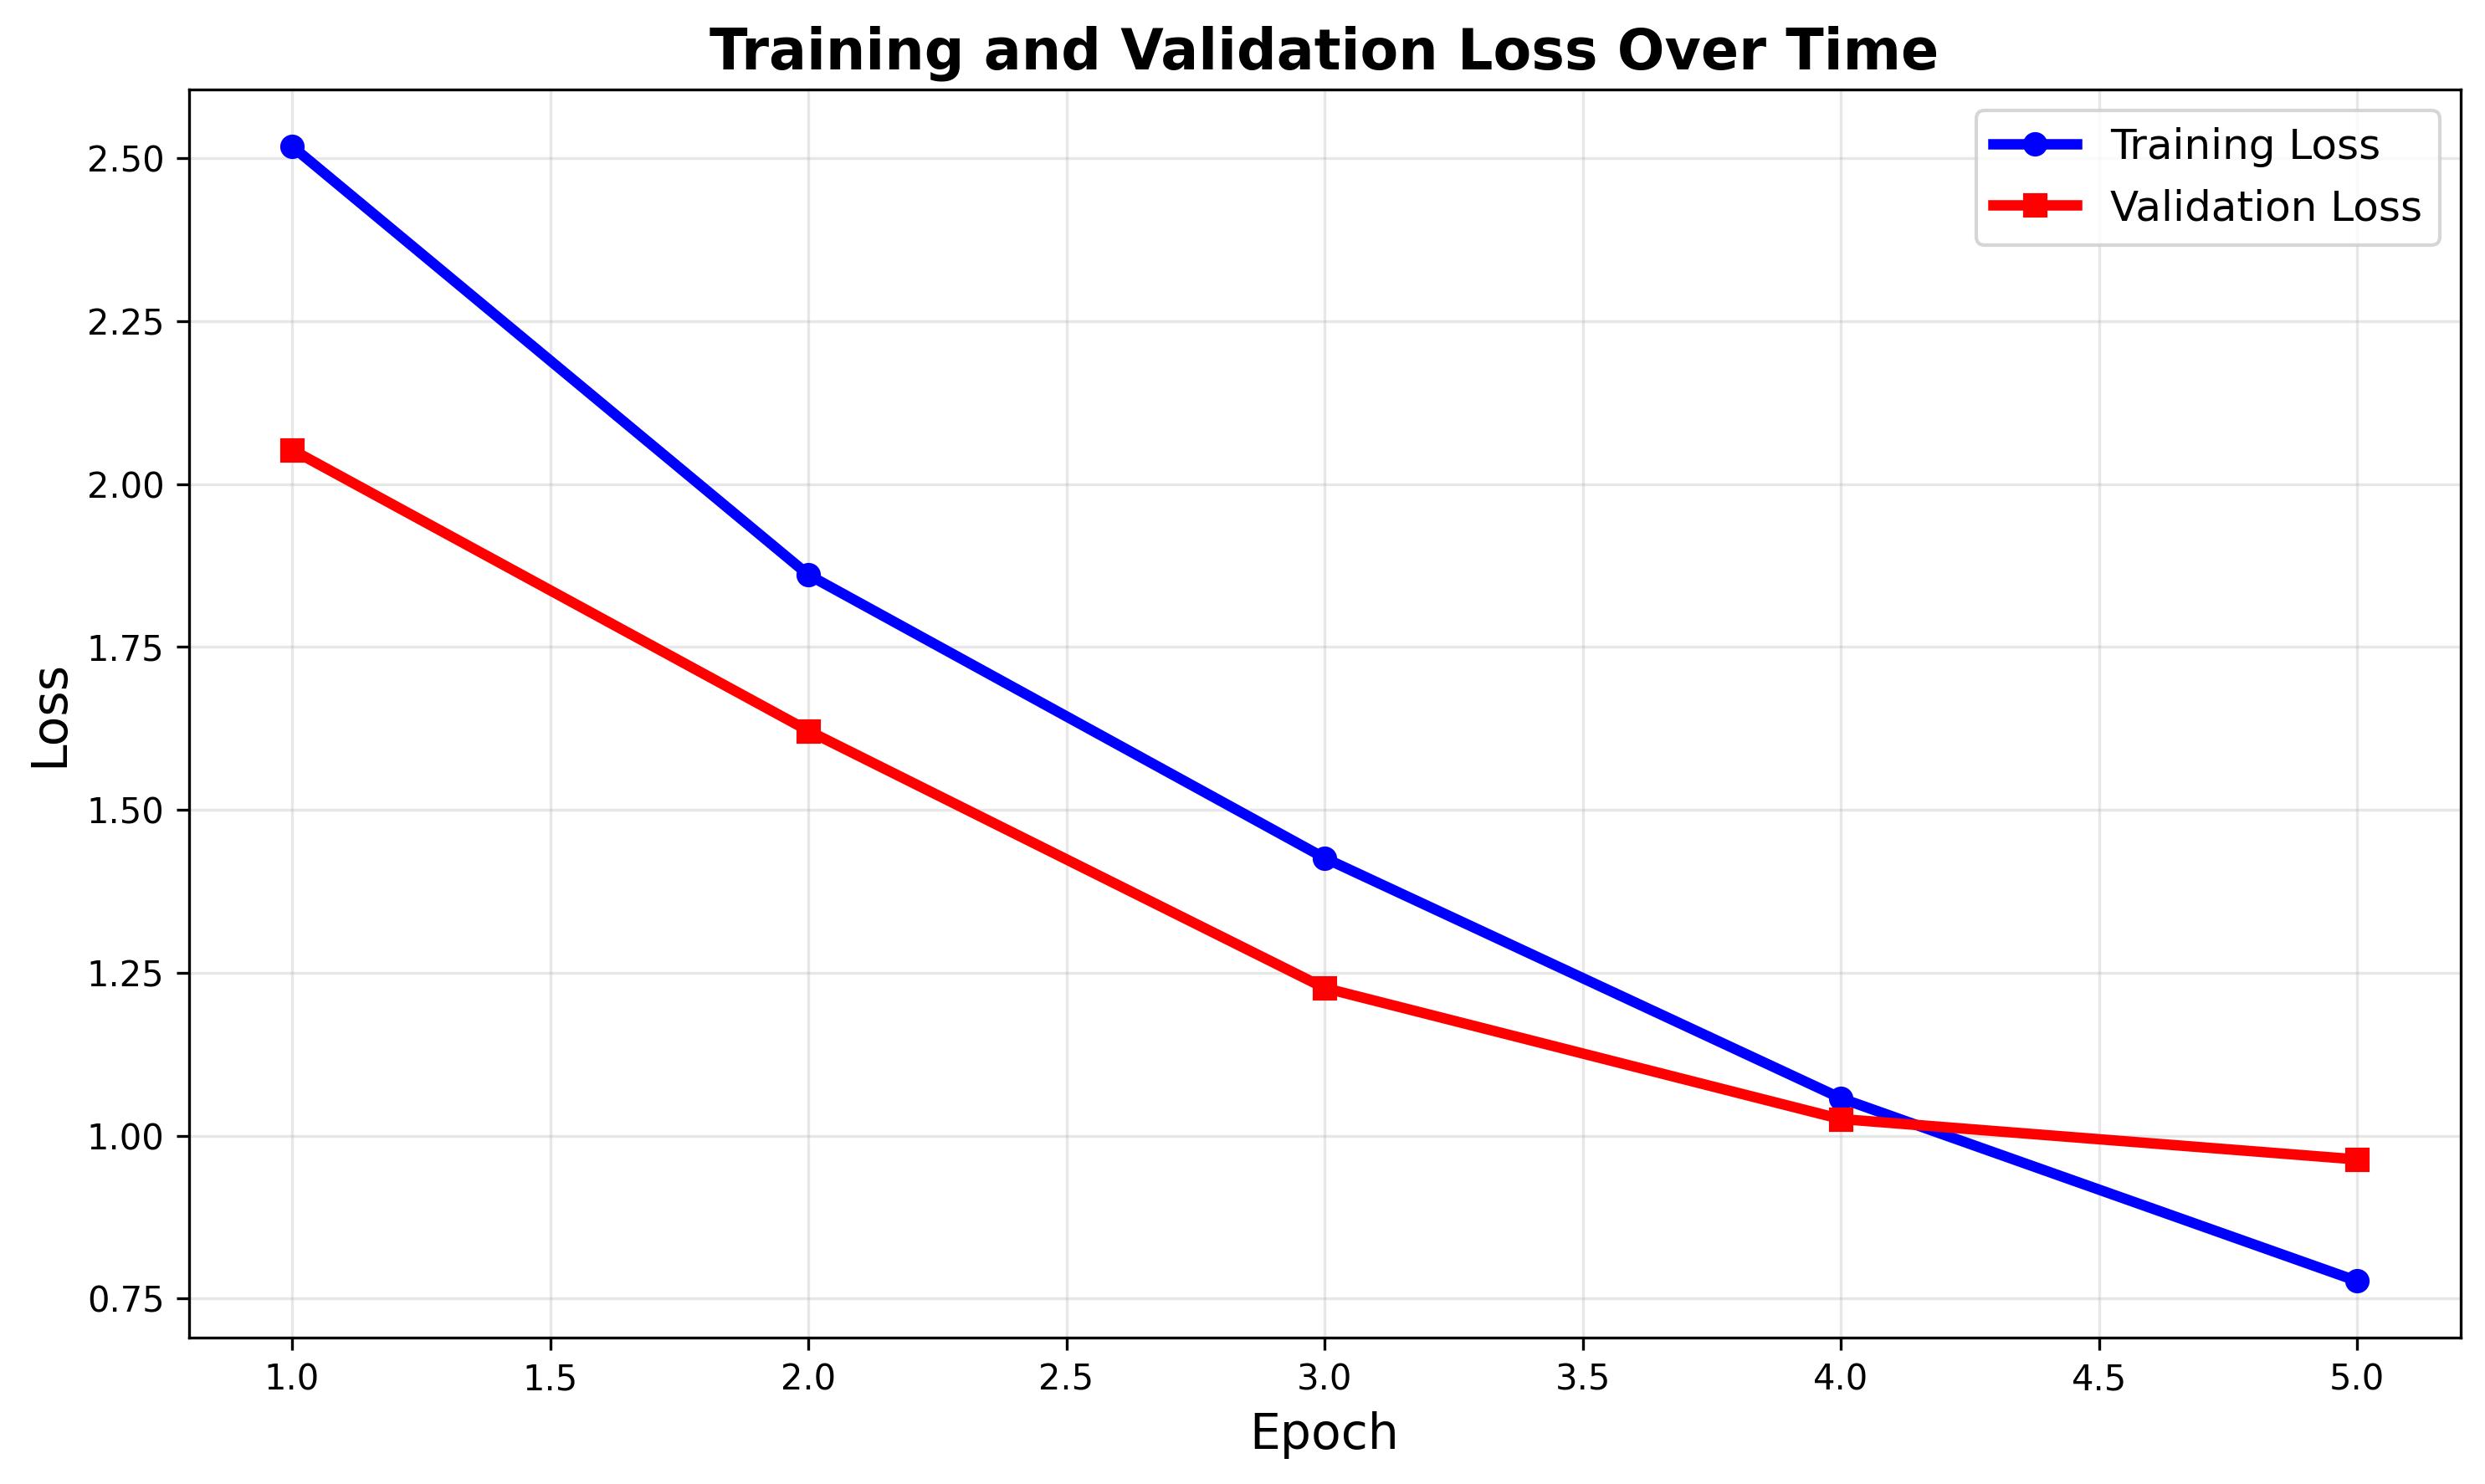 Training and Validation Loss Over Time
Training Loss
Validation Loss
2.50
2.25
2.00
1.75
1.50
1.25
1.00
0.75
Loss
1.0 1.5 2.0 2.5 3.0 3.5 4.0 4.5 5.0
Epoch